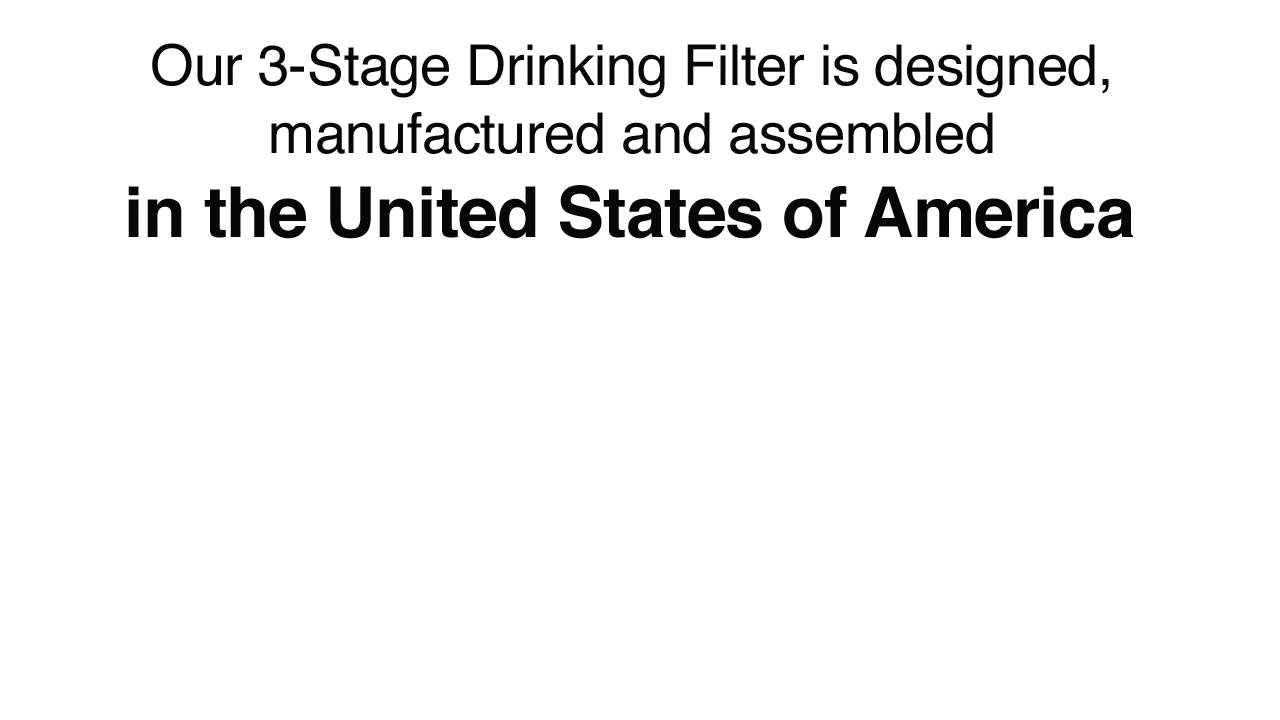 Our 3-Stage Drinking Filter is designed,
manufactured and assembled
in the United States of America